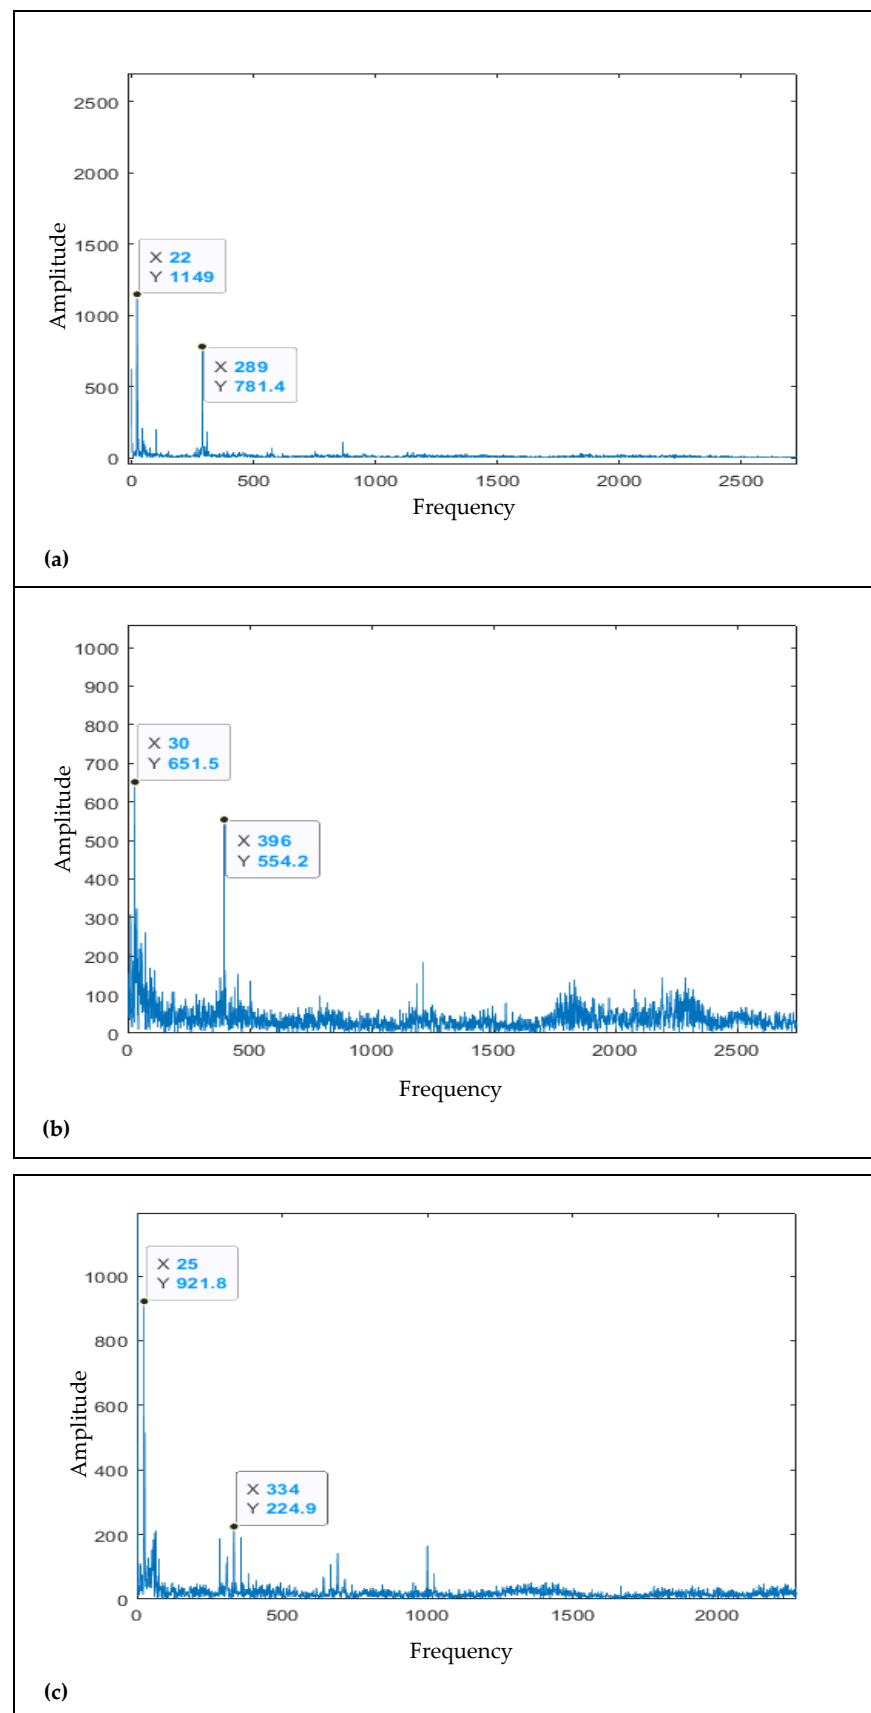 2500
2000
1500
1000
500
0
Amplitude
X 22
Y 1149
X 289
Y 781.4
0 500 1000 1500 2000 2500
Frequency
(a)
1000
900
800
700
600
500
400
300
200
100
0
Amplitude
X 30
Y 651.5
X 396
Y 554.2
0 500 1000 1500 2000 2500
Frequency
(b)
1000
800
600
400
200
0
Amplitude
X 25
Y 921.8
X 334
Y 224.9
0 500 1000 1500 2000
Frequency
(c)